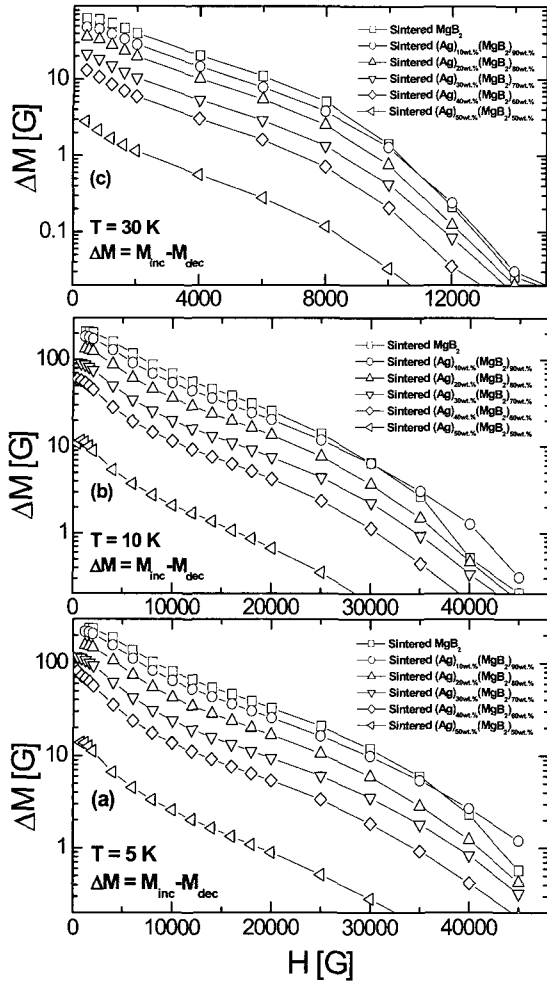 ΔM [G]
10
1
0.1
Sintered MgB2
Sintered (Ag)10wt.%(MgB2)90wt.%
Sintered (Ag)20wt.%(MgB2)80wt.%
Sintered (Ag)30wt.%(MgB2)70wt.%
Sintered (Ag)40wt.%(MgB2)60wt.%
Sintered (Ag)50wt.%(MgB2)50wt.%
(c)
T = 30 K
ΔM = Minc-Mdec
0 4000 8000 12000
ΔM [G]
100
10
1
Sintered MgB2
Sintered (Ag)10wt.%(MgB2)90wt.%
Sintered (Ag)20wt.%(MgB2)80wt.%
Sintered (Ag)30wt.%(MgB2)70wt.%
Sintered (Ag)40wt.%(MgB2)60wt.%
Sintered (Ag)50wt.%(MgB2)50wt.%
(b)
T = 10 K
ΔM = Minc-Mdec
0 10000 20000 30000 40000
ΔM [G]
100
10
1
Sintered MgB2
Sintered (Ag)10wt.%(MgB2)90wt.%
Sintered (Ag)20wt.%(MgB2)80wt.%
Sintered (Ag)30wt.%(MgB2)70wt.%
Sintered (Ag)40wt.%(MgB2)60wt.%
Sintered (Ag)50wt.%(MgB2)50wt.%
(a)
T = 5 K
ΔM = Minc-Mdec
0 10000 20000 30000 40000
H [G]